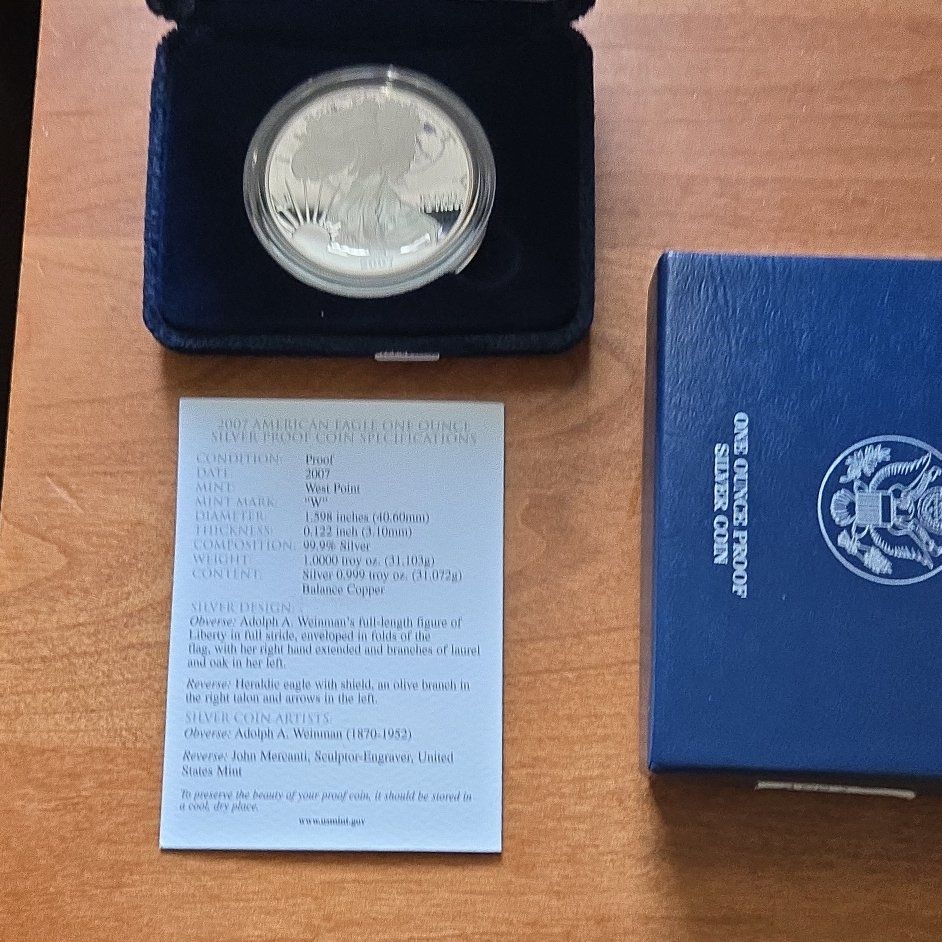 2007
2007 AMERICAN EAGLE ONE OUNCE
SILVER PROOF COIN SPECIFICATIONS
CONDITION: Proof
DATE 2007
MINT: West Point
MINT MARK: "W"
DIAMETER: 1.598 inches (40.60mm)
THICKNESS: 0.122 inch (3.10mm)
COMPOSITION: 99.9% Silver
WEIGHT: 1.0000 troy oz. (31.103g)
CONTENT: Silver 0.999 troy oz. (31.072g)
Balance Copper
SILVER DESIGN:
Obverse: Adolph A. Weinman's full-length figure of
Liberty in full stride, enveloped in folds of the
flag, with her right hand extended and branches of laurel
and oak in her left.
Reverse: Heraldic eagle with shield, an olive branch in
the right talon and arrows in the left.
SILVER COIN ARTISTS:
Obverse: Adolph A. Weinman (1870-1952)
Reverse: John Mercanti, Sculptor-Engraver, United
States Mint
To preserve the beauty of your proof coin, it should be stored in
a cool, dry place.
www.usmint.gov
ONE OUNCE PROOF
SILVER COIN